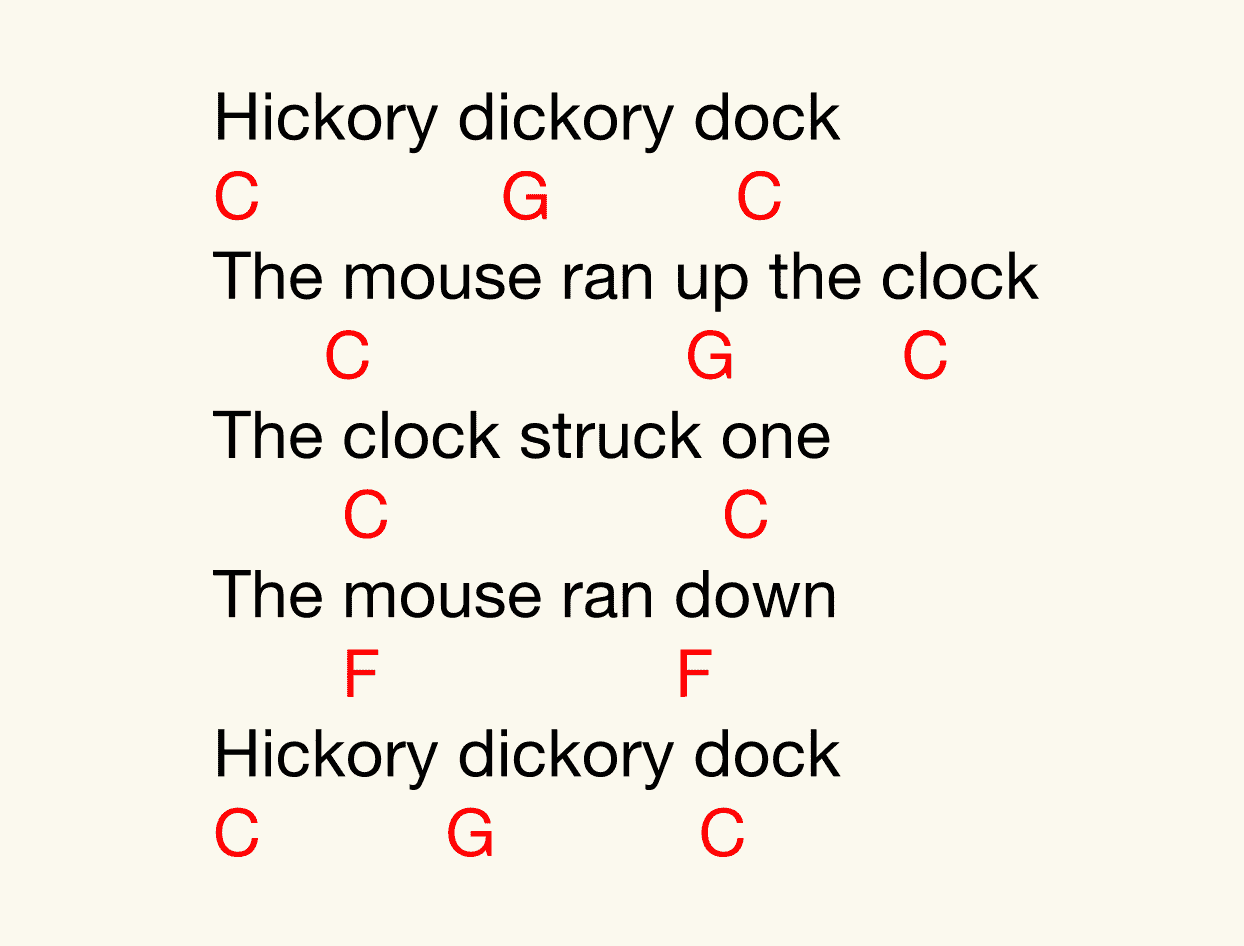 Hickory dickory dock
C G C
The mouse ran up the clock
C G C
The clock struck one
C C
The mouse ran down
F F
Hickory dickory dock
C G C